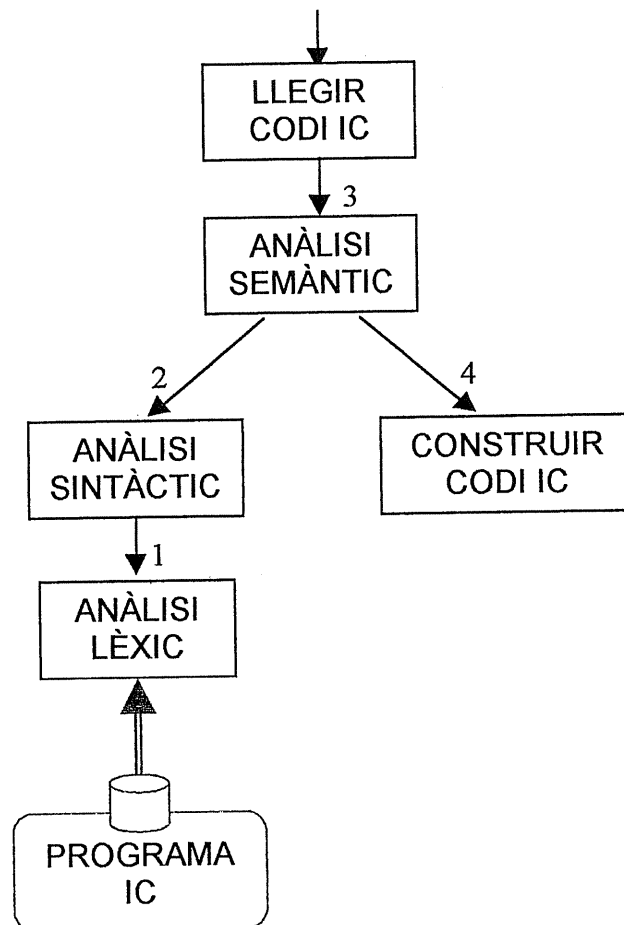 LLEGIR
CODI IC
3
ANÀLISI
SEMÀNTIC
2
4
ANÀLISI
SINTÀCTIC
CONSTRUIR
CODI IC
1
ANÀLISI
LÈXIC
PROGRAMA
IC